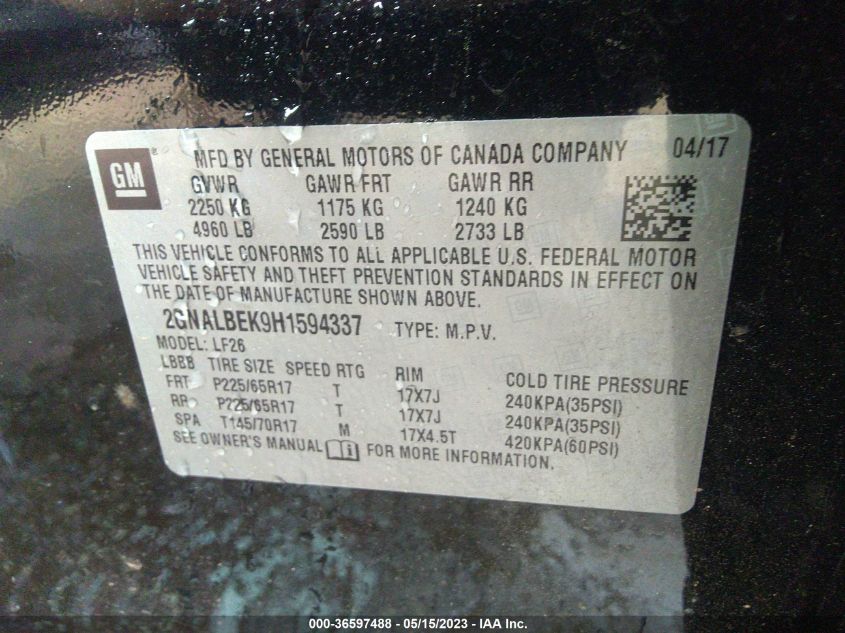 GM MFD BY GENERAL MOTORS OF CANADA COMPANY 04/17
GVWR GAWR FRT GAWR RR
2250 KG 1175 KG 1240 KG
4960 LB 2590 LB 2733 LB
THIS VEHICLE CONFORMS TO ALL APPLICABLE U.S. FEDERAL MOTOR
VEHICLE SAFETY AND THEFT PREVENTION STANDARDS IN EFFECT ON
THE DATE OF MANUFACTURE SHOWN ABOVE.
2GNALBEK9H1594337 TYPE: M.P.V.
MODEL: LF26
LBBB TIRE SIZE SPEED RTG RIM COLD TIRE PRESSURE
FRT P225/65R17 T 17X7J 240KPA(35PSI)
RR P225/65R17 T 17X7J 240KPA(35PSI)
SPA T145/70R17 M 17X4.5T 420KPA(60PSI)
SEE OWNER'S MANUAL i FOR MORE INFORMATION.
000-36597488 - 05/15/2023 - IAA Inc.